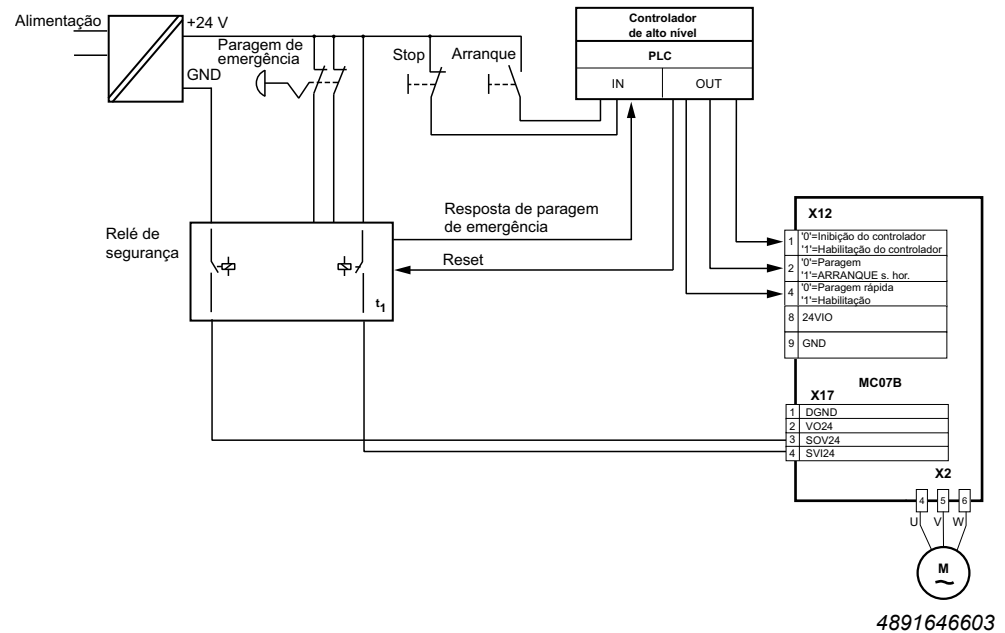 Alimentação
+24 V
GND
Paragem de
emergência
Stop
Arranque
Controlador
de alto nível
PLC
IN
OUT
Relé de
segurança
t1
Resposta de paragem
de emergência
Reset
X12
1 '0'=Inibição do controlador
'1'=Habilitação do controlador
2 '0'=Paragem
'1'=ARRANQUE s. hor.
4 '0'=Paragem rápida
'1'=Habilitação
8 24VIO
9 GND
MC07B
X17
1 DGND
2 VO24
3 SOV24
4 SVI24
X2
4 5 6
U V W
M
~
4891646603